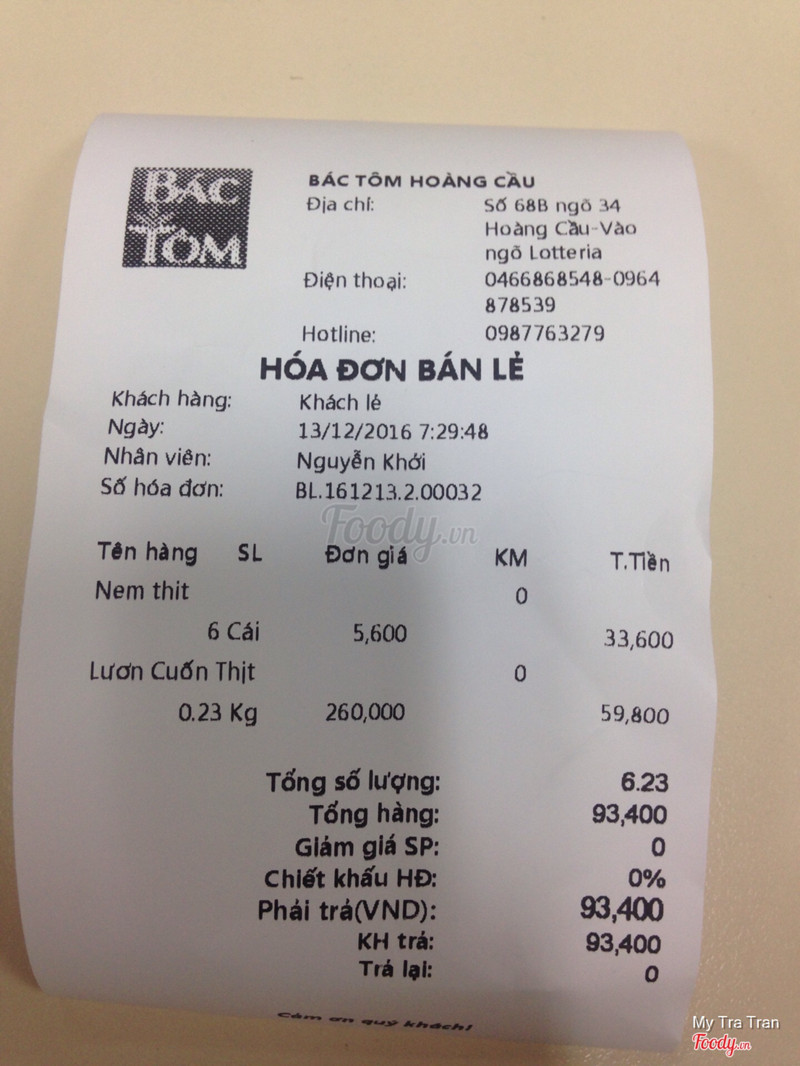 BÁC TÔM
BÁC TÔM HOÀNG CẦU
Địa chỉ: Số 68B ngõ 34
Hoàng Cầu-Vào
ngõ Lotteria
Điện thoại: 0466868548-0964
878539
Hotline: 0987763279
HÓA ĐƠN BÁN LẺ
Khách hàng: Khách lẻ
Ngày: 13/12/2016 7:29:48
Nhân viên: Nguyễn Khởi
Số hóa đơn: BL.161213.2.00032
Foody.vn
Tên hàng SL Đơn giá KM T.Tiền
Nem thit 0
6 Cái 5,600 33,600
Lươn Cuốn Thịt 0
0.23 Kg 260,000 59,800
Tổng số lượng: 6.23
Tổng hàng: 93,400
Giảm giá SP: 0
Chiết khấu HĐ: 0%
Phải trả(VND): 93,400
KH trả: 93,400
Trả lại: 0
Cảm ơn quý khách!
My Tra Tran
Foody.vn